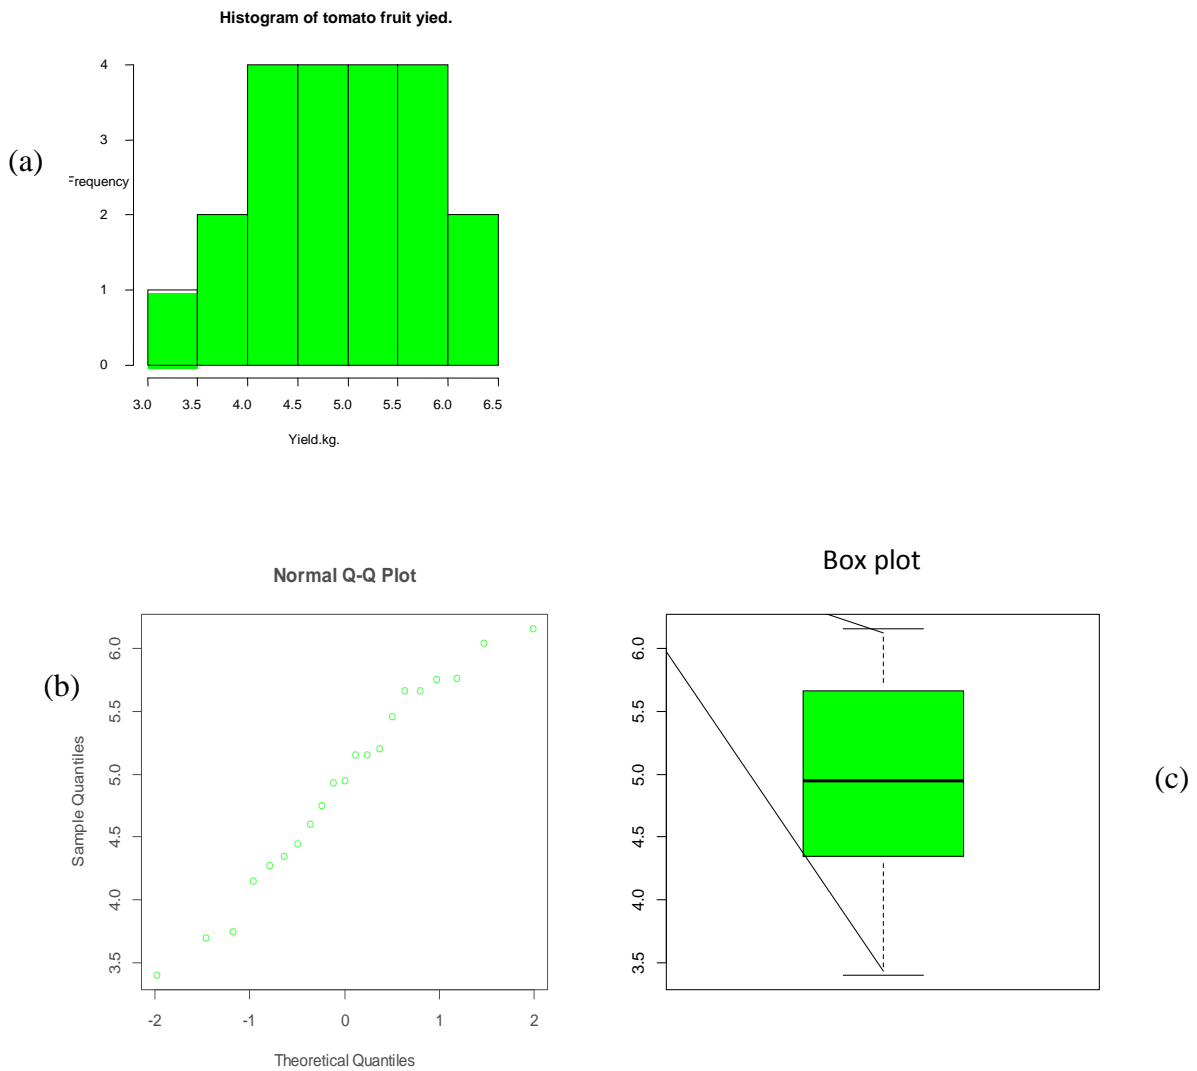 Histogram of tomato fruit yied.
(a)
Frequency
4
3
2
1
0
3.0 3.5 4.0 4.5 5.0 5.5 6.0 6.5
Yield.kg.
(b)
Normal Q-Q Plot
Sample Quantiles
6.0
5.5
5.0
4.5
4.0
3.5
-2 -1 0 1 2
Theoretical Quantiles
Box plot
6.0
5.5
5.0
4.5
4.0
3.5
(c)